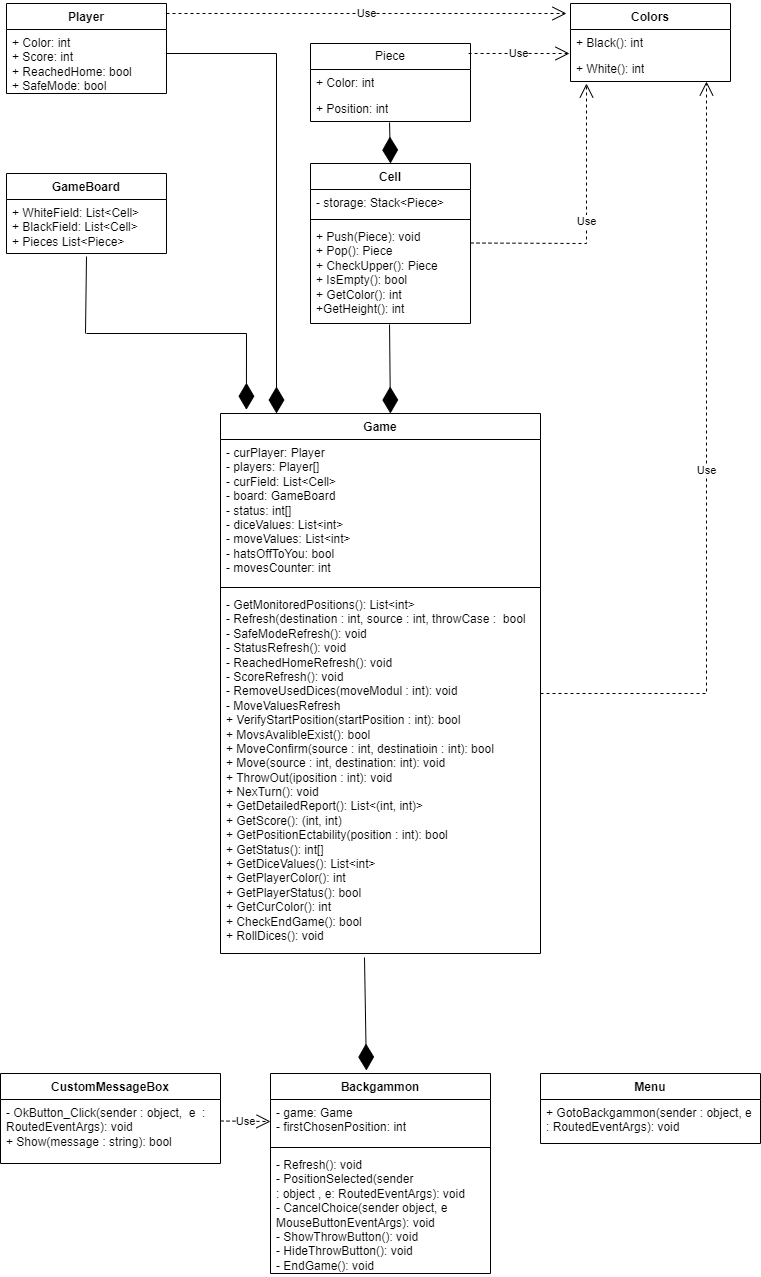 Player
+ Color: int
+ Score: int
+ ReachedHome: bool
+ SafeMode: bool
Use
Colors
+ Black(): int
+ White(): int
Piece
+ Color: int
+ Position: int
Use
GameBoard
+ WhiteField: List<Cell>
+ BlackField: List<Cell>
+ Pieces List<Piece>
Cell
- storage: Stack<Piece>
+ Push(Piece): void
+ Pop(): Piece
+ CheckUpper(): Piece
+ IsEmpty(): bool
+ GetColor(): int
+GetHeight(): int
Use
Game
- curPlayer: Player
- players: Player[]
- curField: List<Cell>
- board: GameBoard
- status: int[]
- diceValues: List<int>
- moveValues: List<int>
- hatsOffToYou: bool
- movesCounter: int
- GetMonitoredPositions(): List<int>
- Refresh(destination : int, source : int, throwCase :  bool
- SafeModeRefresh(): void
- StatusRefresh(): void
- ReachedHomeRefresh(): void
- ScoreRefresh(): void
- RemoveUsedDices(moveModul : int): void
- MoveValuesRefresh
+ VerifyStartPosition(startPosition : int): bool
+ MovsAvalibleExist(): bool
+ MoveConfirm(source : int, destinatioin : int): bool
+ Move(source : int, destination: int): void
+ ThrowOut(iposition : int): void
+ NexTurn(): void
+ GetDetailedReport(): List<(int, int)>
+ GetScore(): (int, int)
+ GetPositionEctability(position : int): bool
+ GetStatus(): int[]
+ GetDiceValues(): List<int>
+ GetPlayerColor(): int
+ GetPlayerStatus(): bool
+ GetCurColor(): int
+ CheckEndGame(): bool
+ RollDices(): void
Use
CustomMessageBox
- OkButton_Click(sender : object,  e  :
RoutedEventArgs): void
+ Show(message : string): bool
Use
Backgammon
- game: Game
- firstChosenPosition: int
- Refresh(): void
- PositionSelected(sender
: object , e: RoutedEventArgs): void
- CancelChoice(sender object, e
MouseButtonEventArgs): void
- ShowThrowButton(): void
- HideThrowButton(): void
- EndGame(): void
Menu
+ GotoBackgammon(sender : object, e
: RoutedEventArgs): void